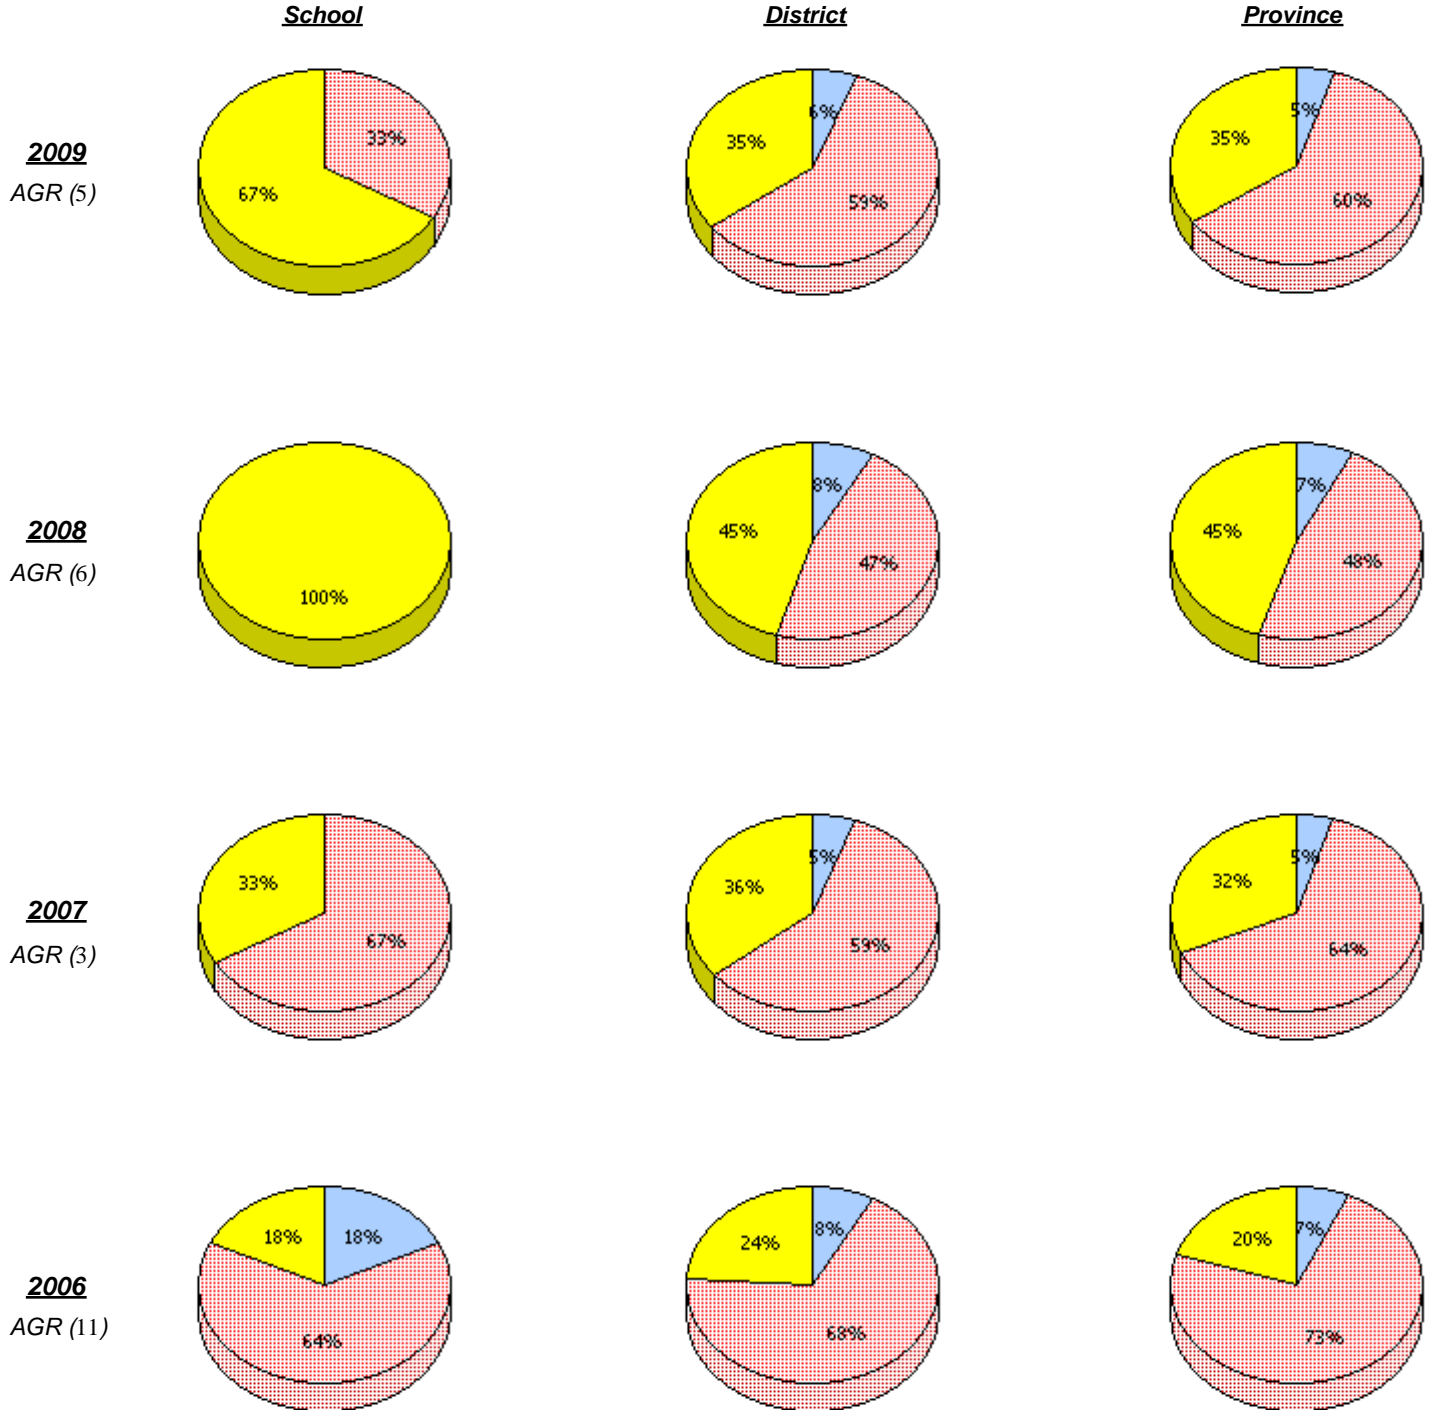 School District Province
33% 6% 5%
2009 35% 35%
AGR (5) 67% 59% 60%
8% 7%
2008 45% 45%
AGR (6) 100% 47% 48%
5% 5%
33% 36% 32%
2007 67% 59% 64%
AGR (3)
18% 18% 24% 8% 20% 7%
2006
AGR (11) 64% 68% 73%